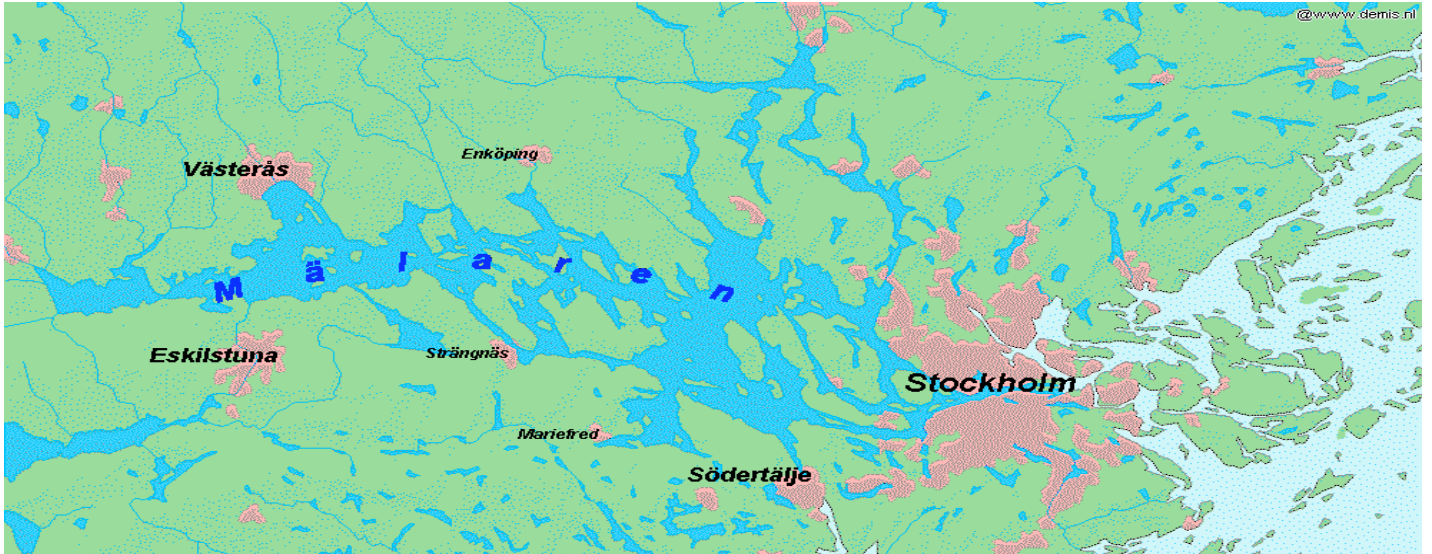 @www.demis.nl
Enköping
Västerås
Mälaren
Strängnäs
Eskilstuna
Stockholm
Mariefred
Södertälje